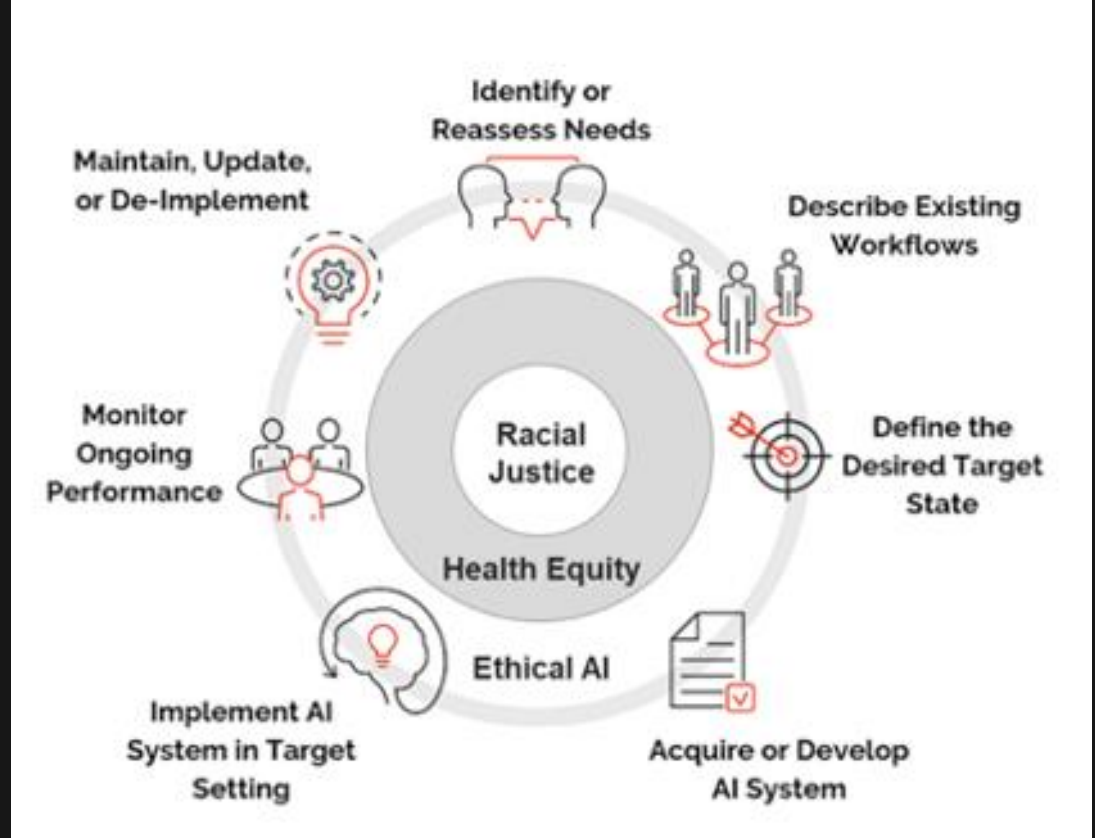 Identify or
Reassess Needs
Describe Existing
Workflows
Define the
Desired Target
State
Acquire or Develop
AI System
Implement AI
System in Target
Setting
Monitor
Ongoing
Performance
Maintain, Update,
or De-Implement
Racial
Justice
Health Equity
Ethical AI